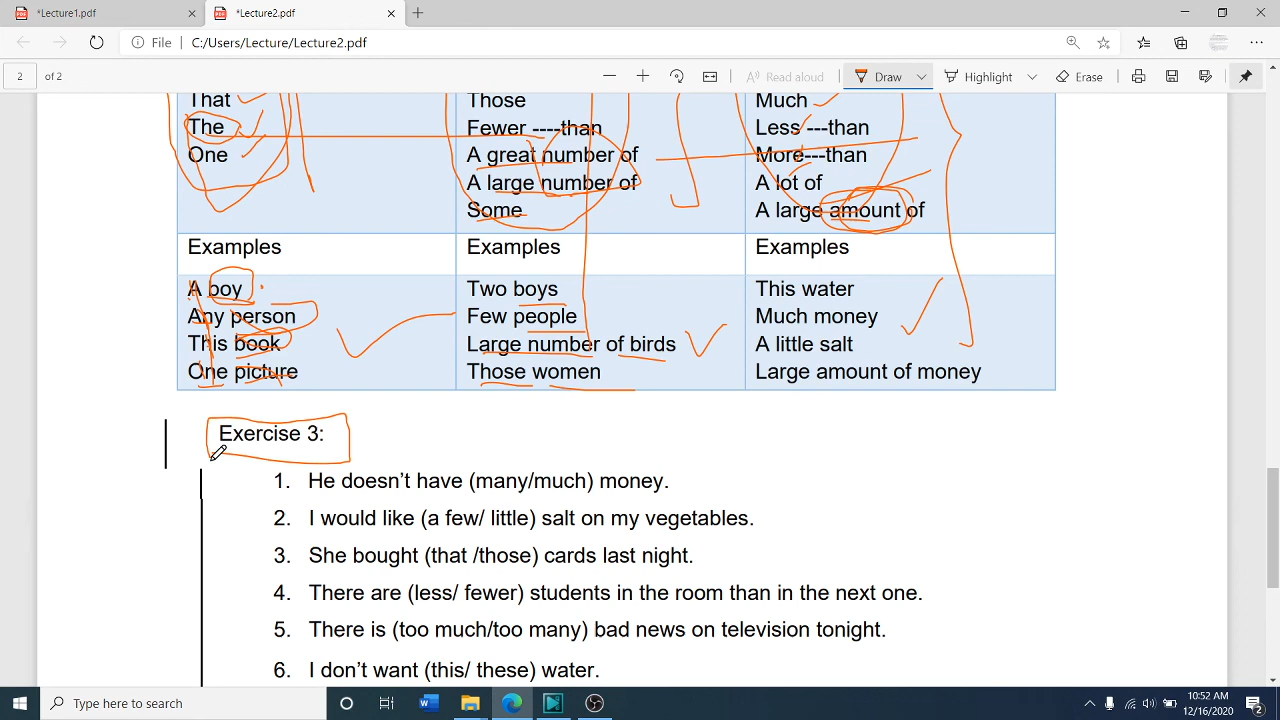 *Lecture1.pdf
*Lecture2.pdf
File C:/Users/Lecture/Lecture2.pdf
2 of 2
Read aloud Draw Highlight Erase
That Those Much
The Fewer ----than Less ---than
One A great number of More---than
A large number of A lot of
Some A large amount of
Examples Examples Examples
A boy Two boys This water
Any person Few people Much money
This book Large number of birds A little salt
One picture Those women Large amount of money
Exercise 3:
1. He doesn’t have (many/much) money.
2. I would like (a few/ little) salt on my vegetables.
3. She bought (that /those) cards last night.
4. There are (less/ fewer) students in the room than in the next one.
5. There is (too much/too many) bad news on television tonight.
6. I don’t want (this/ these) water.
Type here to search
10:52 AM
12/16/2020